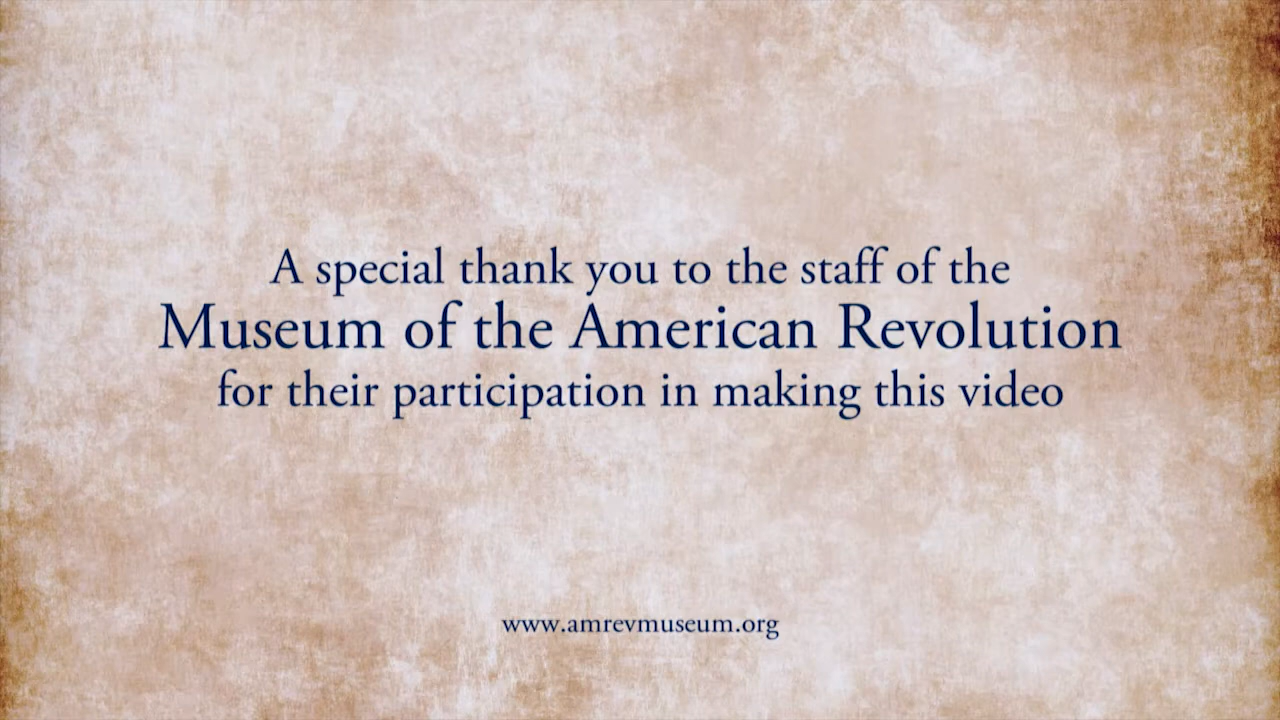 A special thank you to the staff of the
Museum of the American Revolution
for their participation in making this video
www.amrevmuseum.org